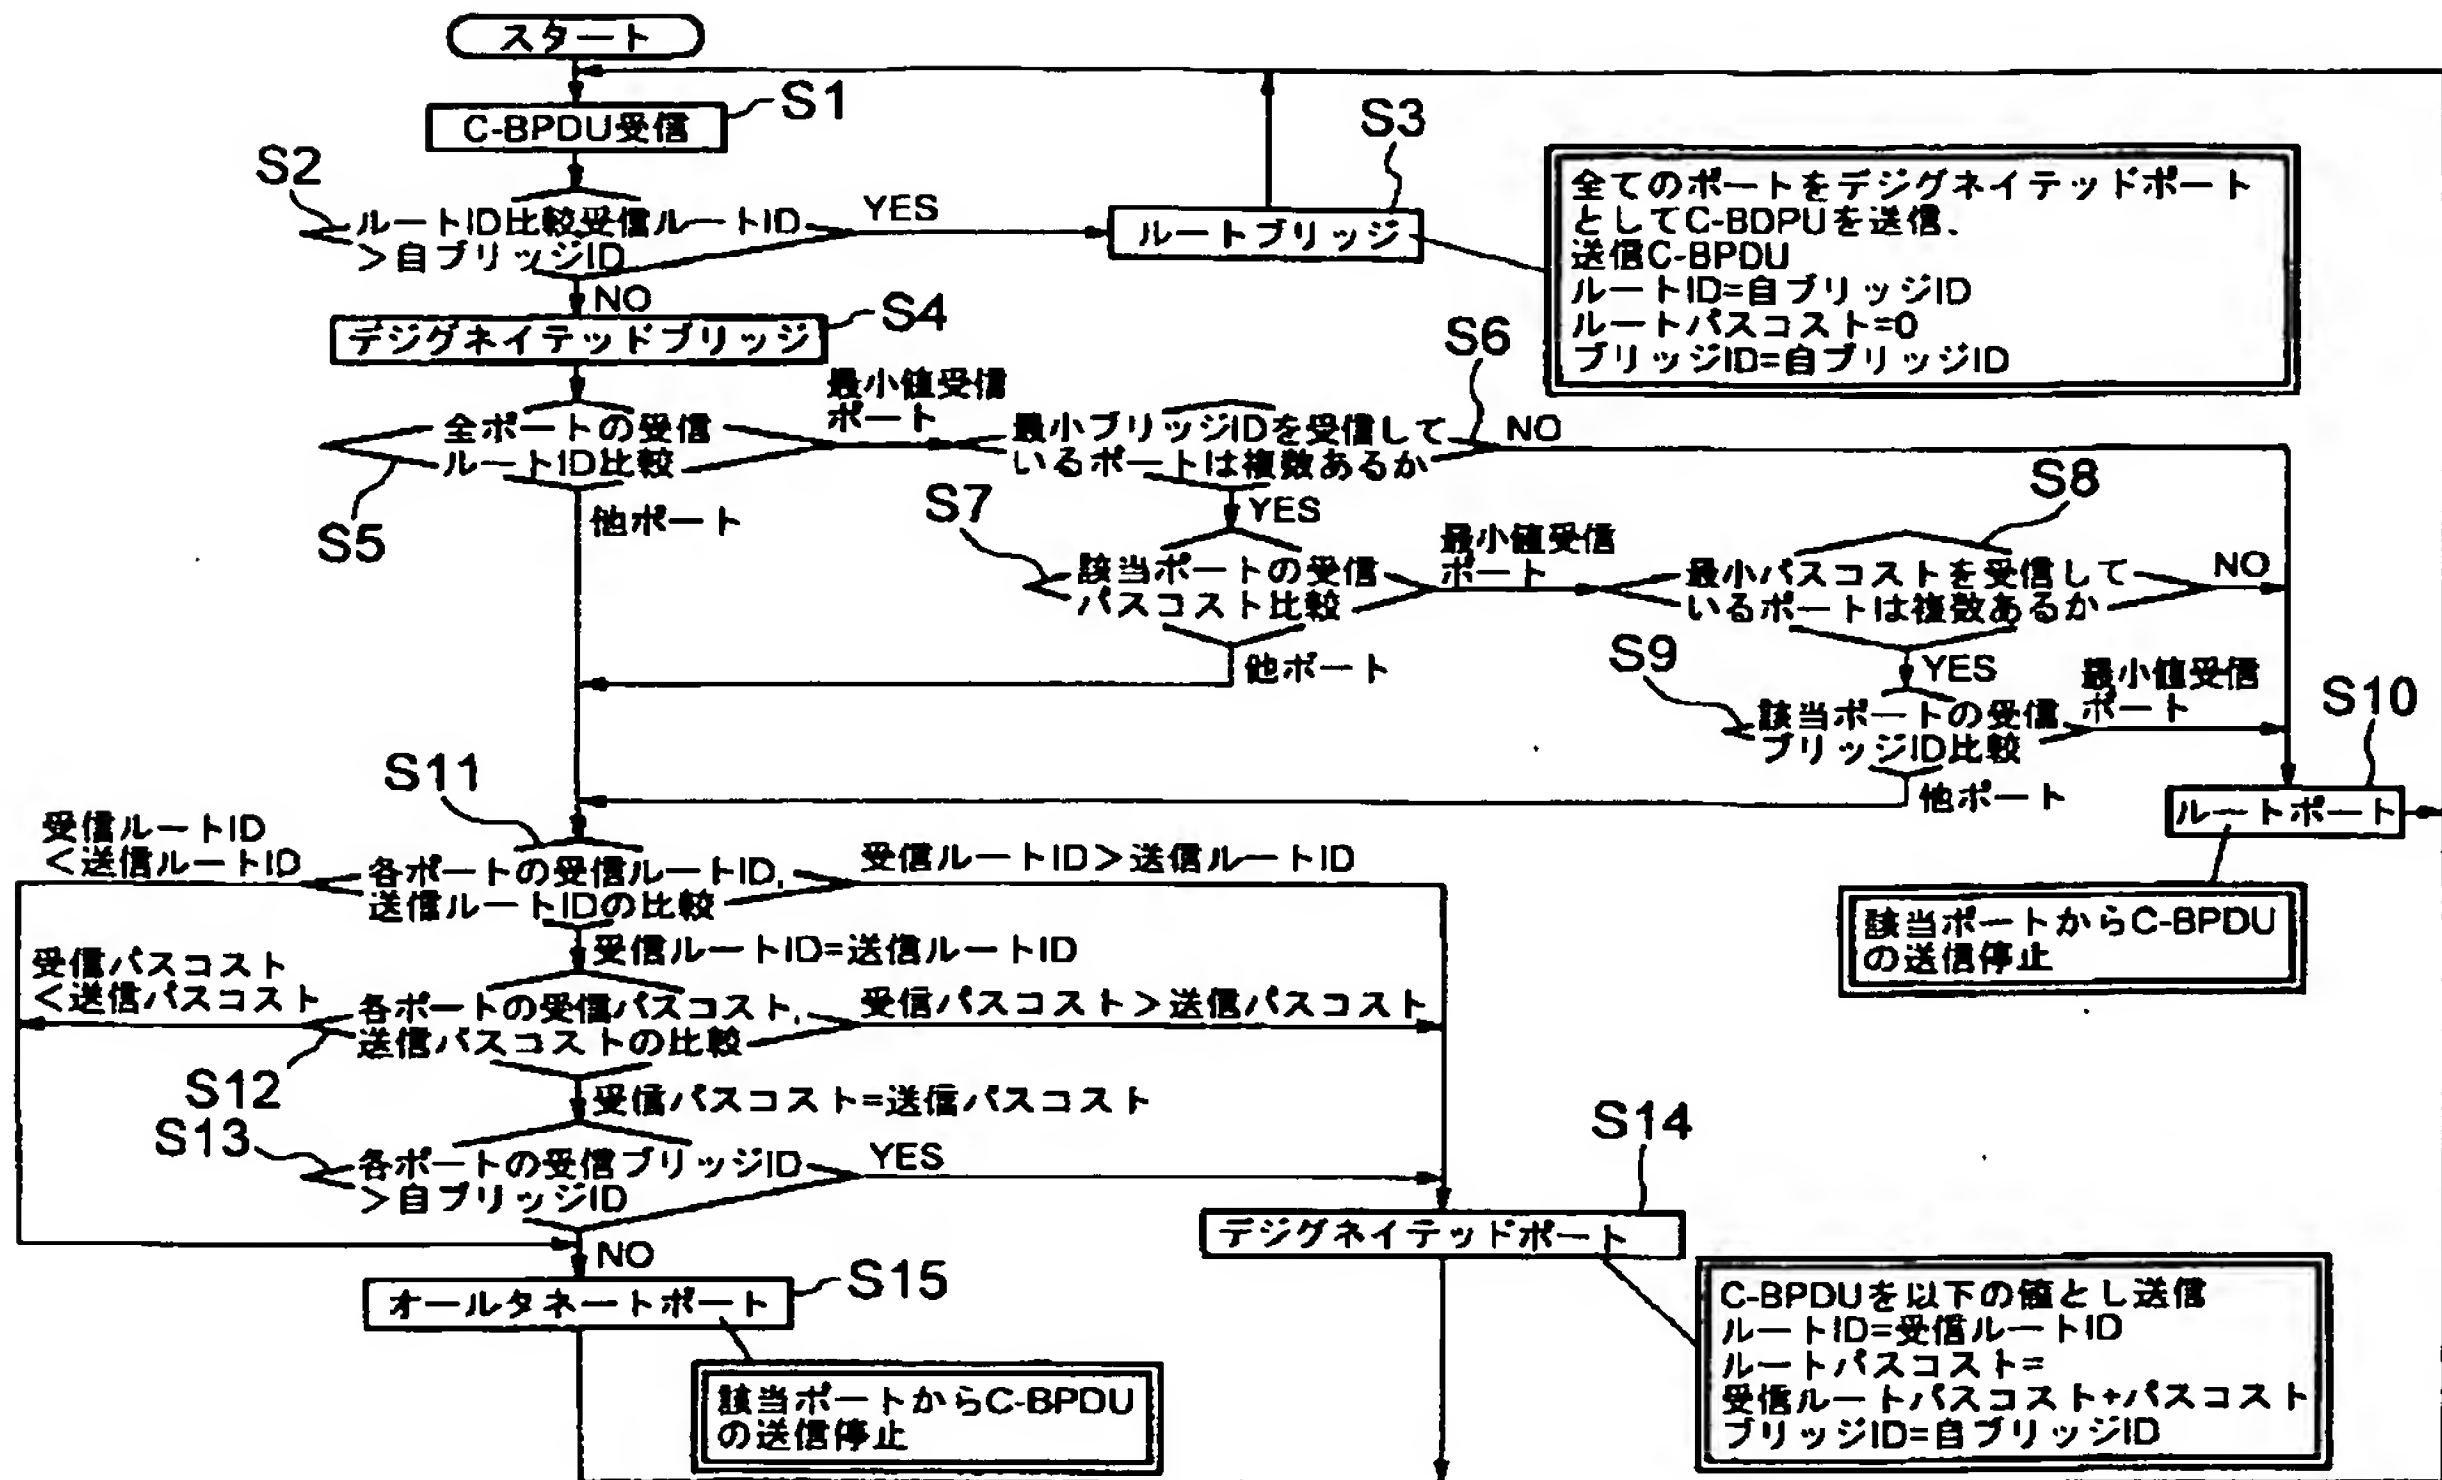 スタート
S1
C-BPDU受信
S2
ルートID比較受信ルートID
＞自ブリッジID
YES
NO
S3
ルートブリッジ
全てのポートをデジグネイテッドポート
としてC-BDPUを送信、
送信C-BPDU
ルートID=自ブリッジID
ルートパスコスト=0
ブリッジID=自ブリッジID
S4
デジグネイテッドブリッジ
全ポートの受信
ルートID比較
S5
最小値受信
ポート
他ポート
S6
最小ブリッジIDを受信して
いるポートは複数あるか
NO
YES
S7
該当ポートの受信
パスコスト比較
最小値受信
ポート
他ポート
S8
最小パスコストを受信して
いるポートは複数あるか
NO
YES
S9
該当ポートの受信
ブリッジID比較
最小値受信
ポート
他ポート
S10
ルートポート
該当ポートからC-BPDU
の送信停止
S11
受信ルートID
＜送信ルートID
各ポートの受信ルートID,
送信ルートIDの比較
受信ルートID＞送信ルートID
受信ルートID=送信ルートID
受信パスコスト
＜送信パスコスト
各ポートの受信パスコスト,
送信パスコストの比較
受信パスコスト＞送信パスコスト
S12
受信パスコスト=送信パスコスト
S13
各ポートの受信ブリッジID
＞自ブリッジID
YES
NO
S14
デジグネイテッドポート
C-BPDUを以下の値とし送信
ルートID=受信ルートID
ルートパスコスト=
受信ルートパスコスト+パスコスト
ブリッジID=自ブリッジID
S15
オールタネートポート
該当ポートからC-BPDU
の送信停止